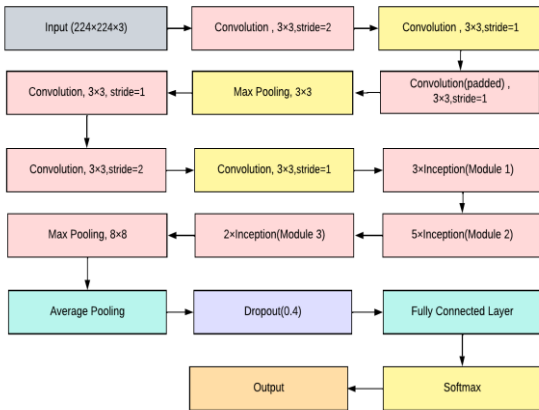 Input (224×224×3)
Convolution , 3×3,stride=2
Convolution , 3×3,stride=1
Convolution(padded) ,
3×3,stride=1
Max Pooling, 3×3
Convolution, 3×3, stride=1
Convolution, 3×3,stride=2
Convolution, 3×3,stride=1
3×Inception(Module 1)
5×Inception(Module 2)
2×Inception(Module 3)
Max Pooling, 8×8
Average Pooling
Dropout(0.4)
Fully Connected Layer
Softmax
Output